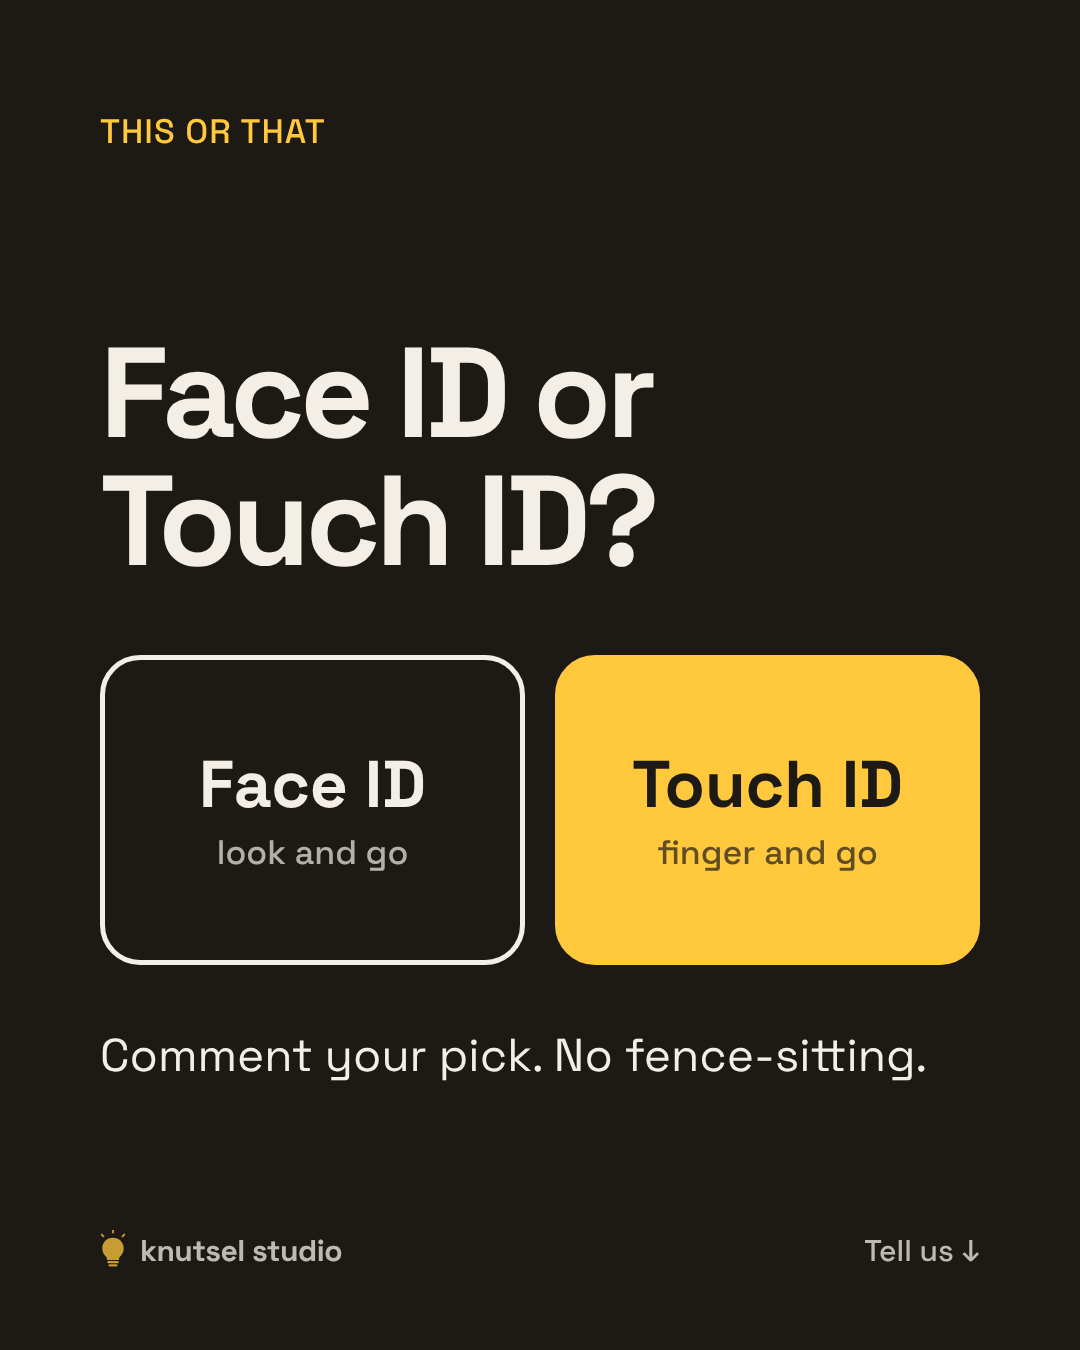 THIS OR THAT
Face ID or
Touch ID?
Face ID
look and go
Touch ID
finger and go
Comment your pick. No fence-sitting.
knutsel studio
Tell us ↓